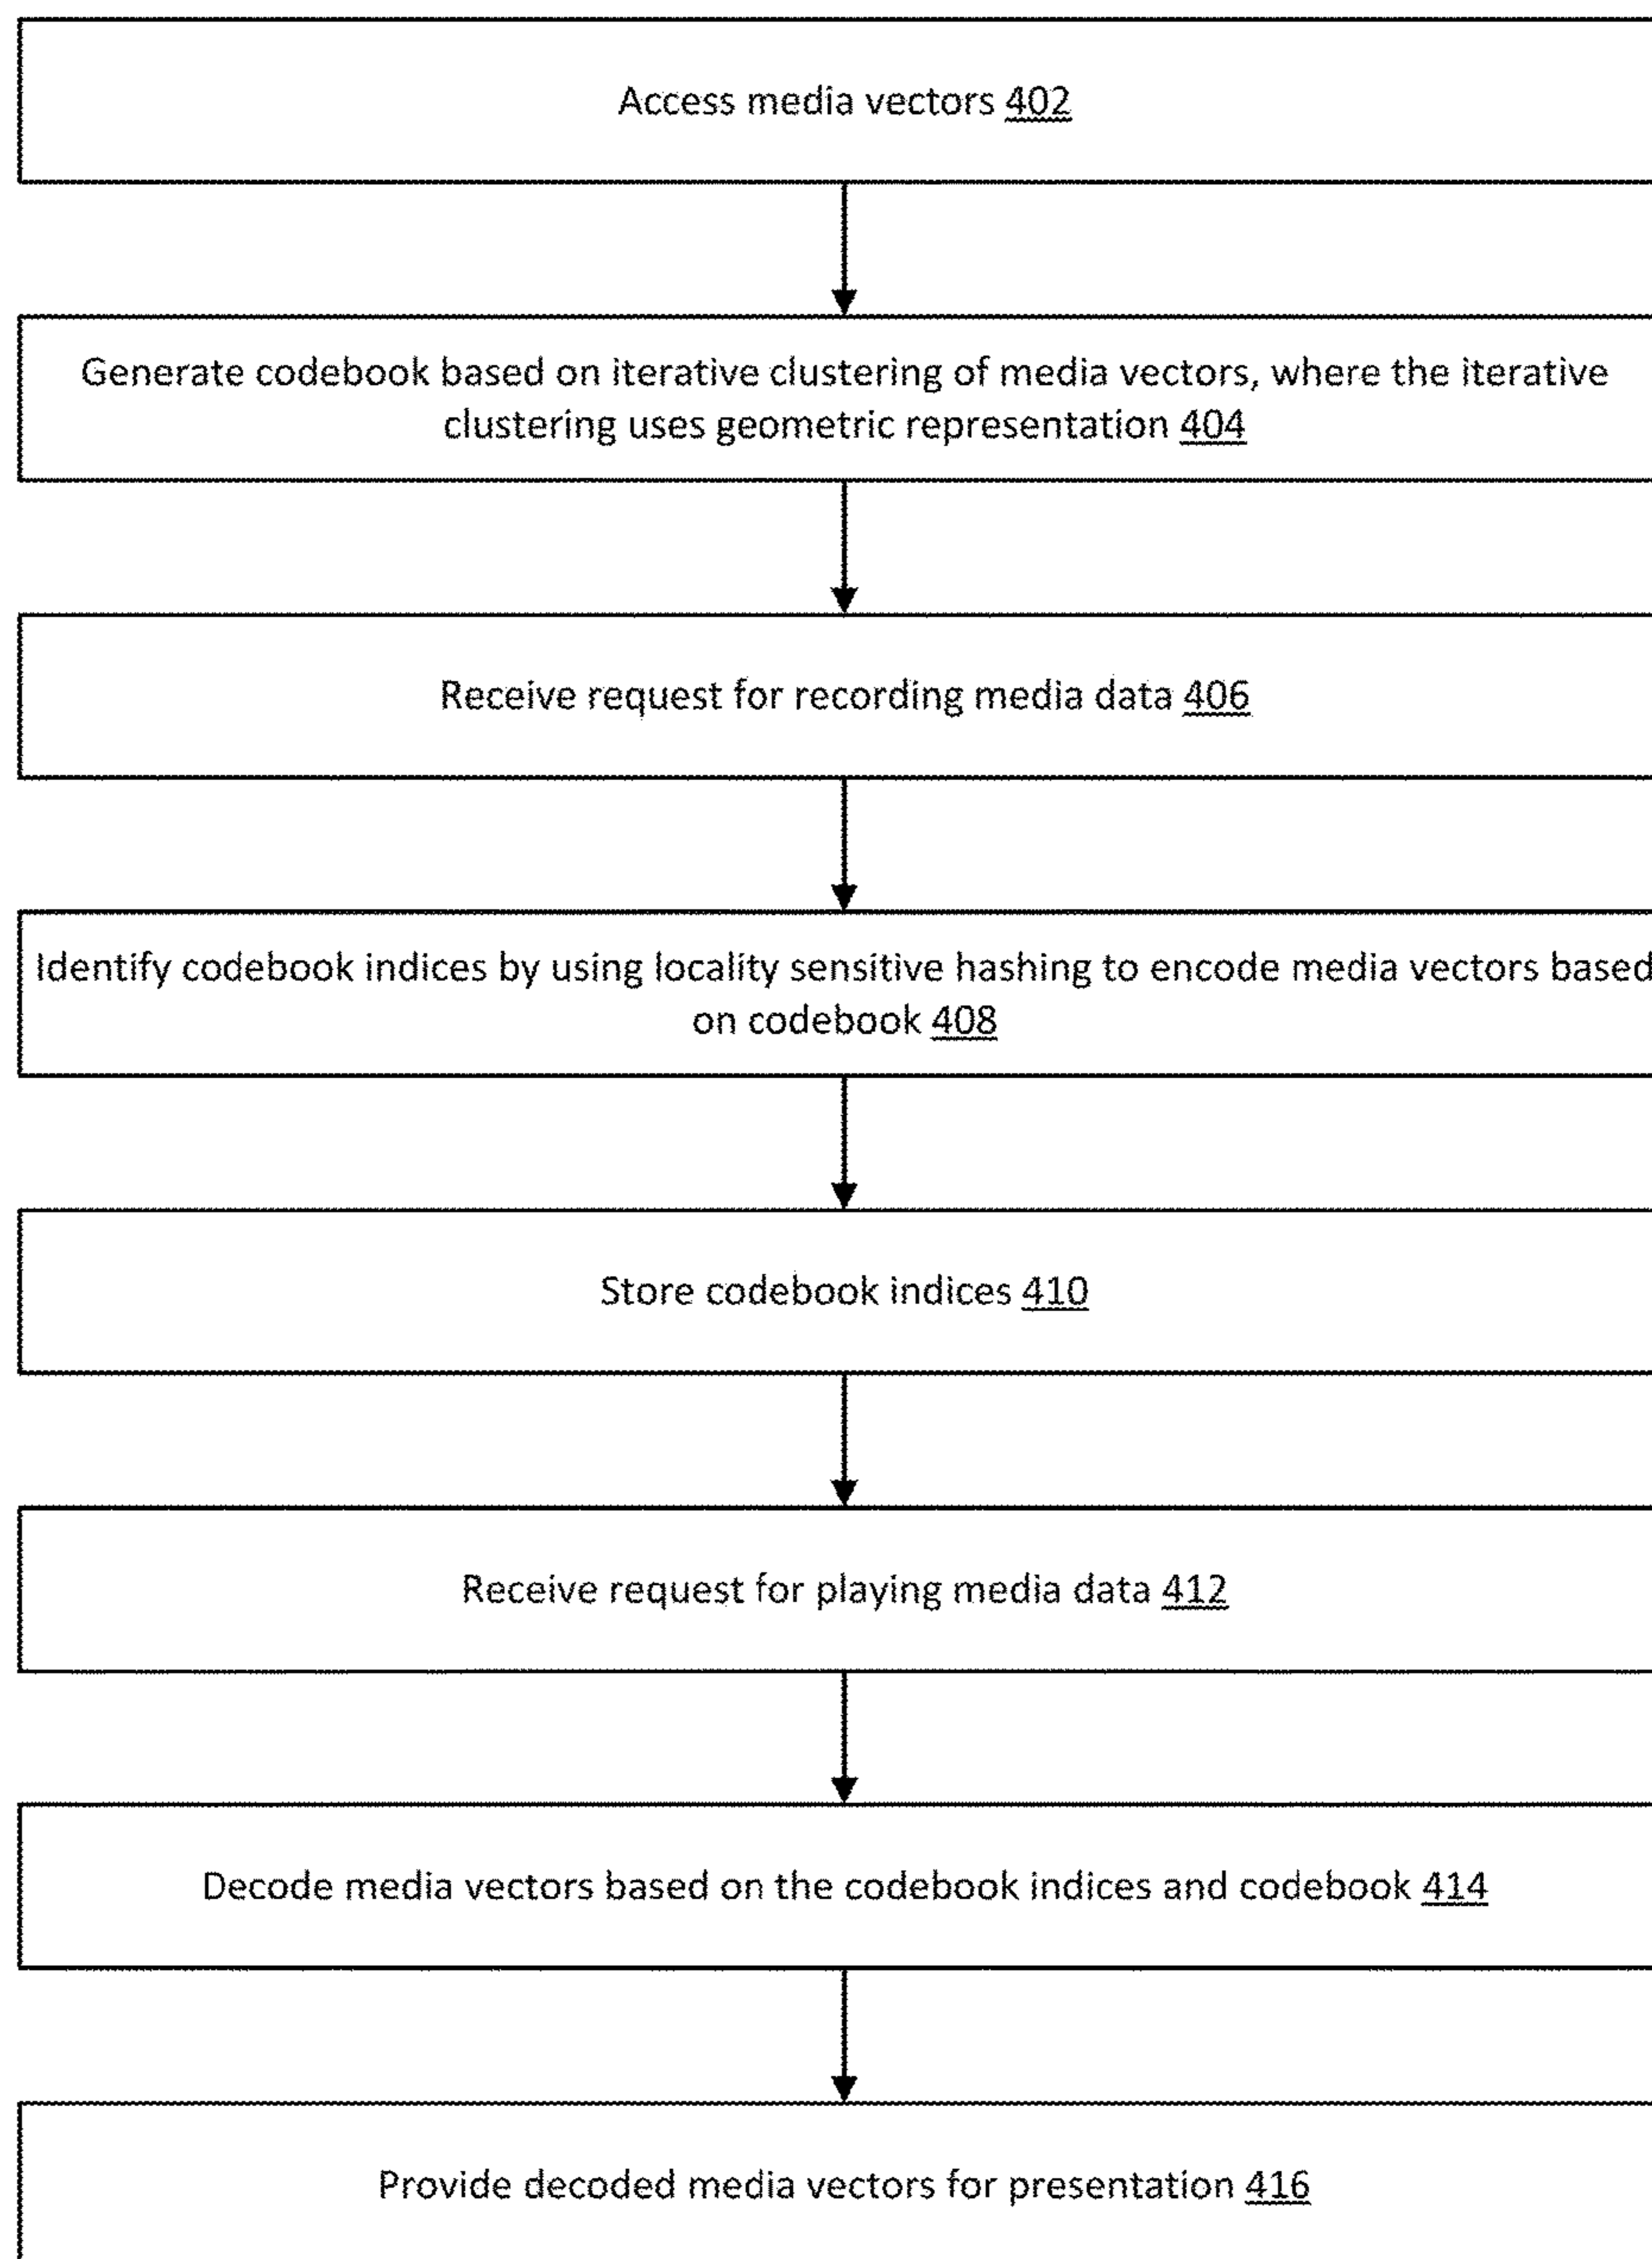 Access media vectors 402
Generate codebook based on iterative clustering of media vectors, where the iterative
clustering uses geometric representation 404
Receive request for recording media data 406
Identify codebook indices by using locality sensitive hashing to encode media vectors based
on codebook 408
Store codebook indices 410
Receive request for playing media data 412
Decode media vectors based on the codebook indices and codebook 414
Provide decoded media vectors for presentation 416